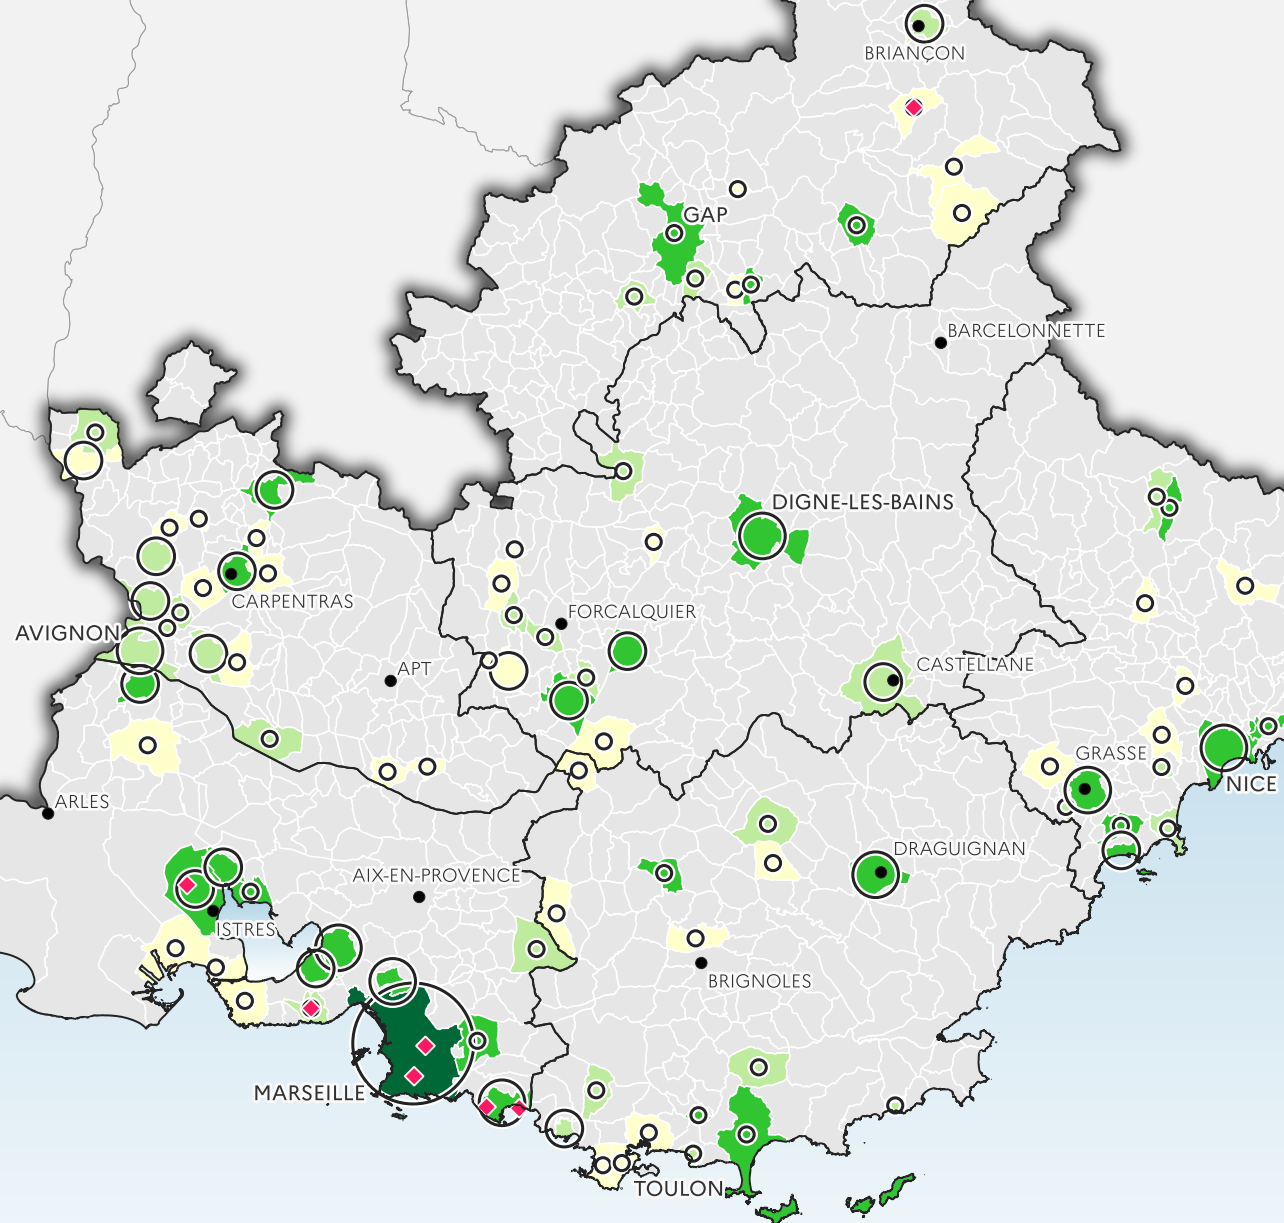 BRIANÇON
GAP
BARCELONNETTE
DIGNE-LES-BAINS
CARPENTRAS
FORCALQUIER
AVIGNON
APT
CASTELLANE
GRASSE
NICE
ARLES
DRAGUIGNAN
AIX-EN-PROVENCE
ISTRES
BRIGNOLES
MARSEILLE
TOULON